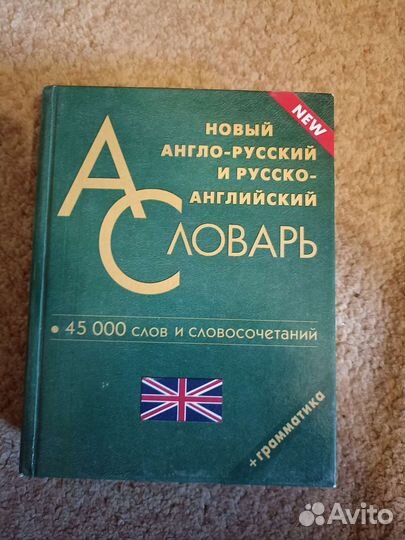 NEW
НОВЫЙ
АНГЛО-РУССКИЙ
И РУССКО-
АНГЛИЙСКИЙ
А СЛОВАРЬ
• 45 000 СЛОВ И СЛОВОСОЧЕТАНИЙ
+грамматика
Avito